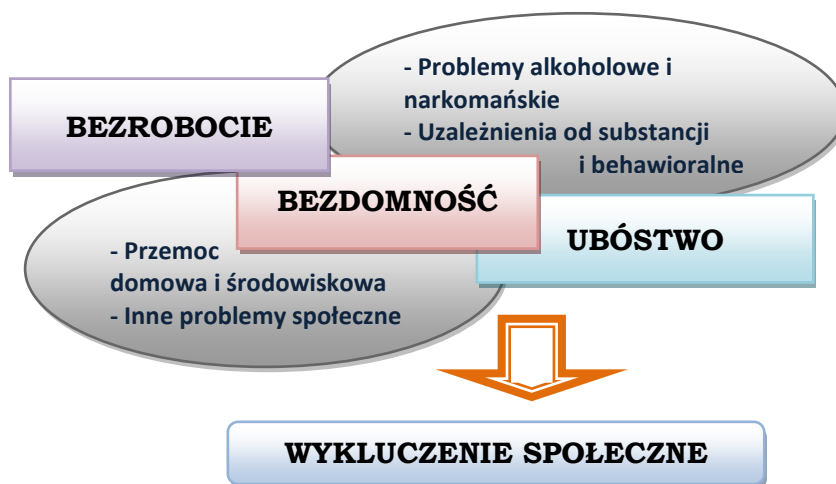 - Problemy alkoholowe i
narkomańskie
- Uzależnienia od substancji
i behawioralne
BEZROBOCIE
BEZDOMNOŚĆ
UBÓSTWO
- Przemoc
domowa i środowiskowa
- Inne problemy społeczne
WYKLUCZENIE SPOŁECZNE